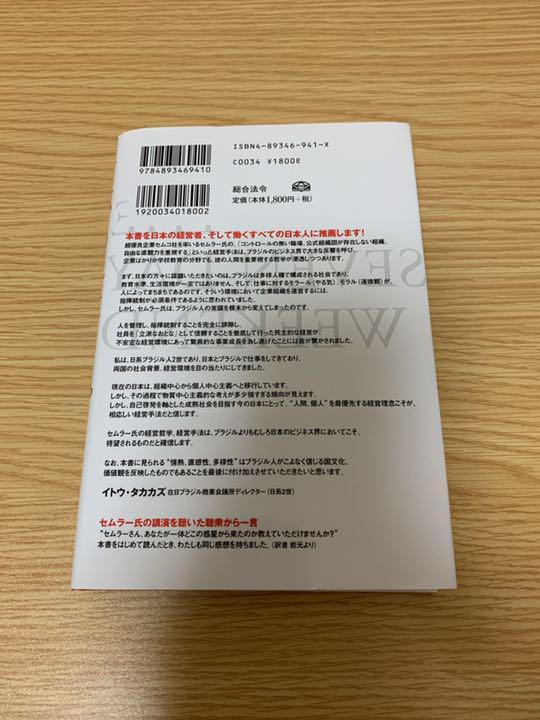 9784893469410
ISBN4-89346-941-X
C0034 ¥1800E
1920034018002
総合法令
定価(本体1,800円+税)
本書を日本の経営者、そして働くすべての日本人に推薦します!
超優良企業セムコ社を率いるセムラー氏の、「コントロールの無い職場、公式組織図が存在しない組織、
自由な直観力を重視する」といった経営手法は、ブラジルのビジネス界で大きな反響を呼び、
企業ばかりか学校教育の分野でも、彼の人間を重要視する哲学が浸透しつつあります。
まず、日本の方々に認識いただきたいのは、ブラジルは多様人種で構成される社会であり、
教育水準、生活環境が一定ではありません。そして、仕事に対するモラール(やる気)、モラル(道徳観)が、
人によってまちまちであるのです。そういう環境において企業組織を運営するには、
指揮統制が必須条件であるように思われていました。
しかし、セムラー氏は、ブラジル人の常識を根本から変えてしまったのです。
人を管理し、指揮統制することを完全に排除し、
社員を「立派なおとな」として信頼することを徹底して行った民主的な経営が、
不安定な経営環境にあって驚異的な事業成長を為し遂げたことには皆が驚かされました。
私は、日系ブラジル人2世であり、日本とブラジルで仕事をしてきており、
両国の社会背景、経営環境を目の当たりにしてきました。
現在の日本は、組織中心から個人中心主義へと移行しています。
しかし、その過程で物質中心主義的な考えが多少強すぎる傾向が見えます。
しかし、自己啓発を軸とした成熟社会を目指す今の日本にとって、“人間、個人”を最優先する経営理念こそが、
相応しい経営手法だと信じます。
セムラー氏の経営哲学、経営手法は、ブラジルよりもむしろ日本のビジネス界においてこそ、
待望されるものだと確信します。
なお、本書に見られる“情熱、直感性、多様性”はブラジル人がこよなく信じる国文化、
価値観を反映したものでもあることを最後に付け加えさせていただきたいと思います。
イトウ・タカカズ 在日ブラジル商業会議所ディレクター(日系2世)
セムラー氏の講演を聴いた聴衆から一言
“セムラーさん、あなたが一体どこの惑星から来たのか教えていただけませんか?”
本書をはじめて読んだとき、わたしも同じ感想を持ちました。(訳者 岩元より)